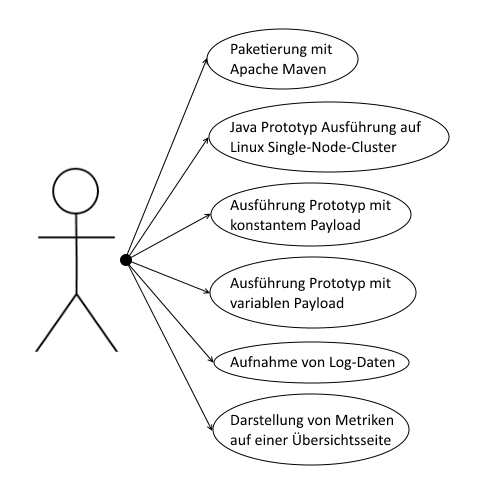 Paketierung mit
Apache Maven
Java Prototyp Ausführung auf
Linux Single-Node-Cluster
Ausführung Prototyp mit
konstantem Payload
Ausführung Prototyp mit
variablen Payload
Aufnahme von Log-Daten
Darstellung von Metriken
auf einer Übersichtsseite